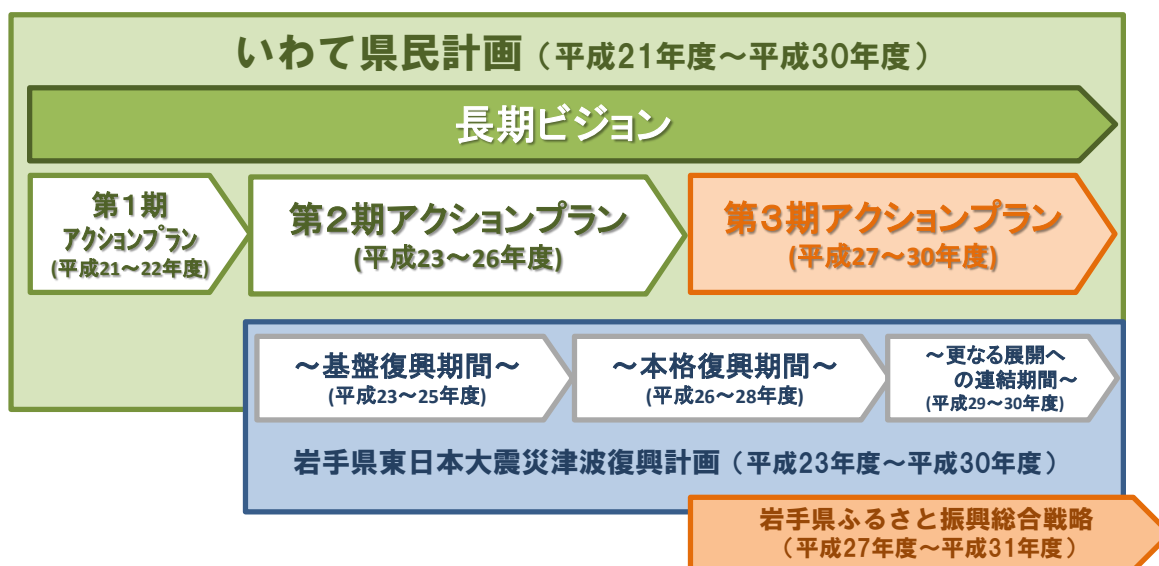 いわて県民計画（平成21年度～平成30年度）
長期ビジョン
第１期
アクションプラン
(平成21～22年度)
第２期アクションプラン
(平成23～26年度)
第３期アクションプラン
(平成27～30年度)
～基盤復興期間～
(平成23～25年度)
～本格復興期間～
(平成26～28年度)
～更なる展開へ
の連結期間～
(平成29～30年度)
岩手県東日本大震災津波復興計画（平成23年度～平成30年度）
岩手県ふるさと振興総合戦略
（平成27年度～平成31年度）